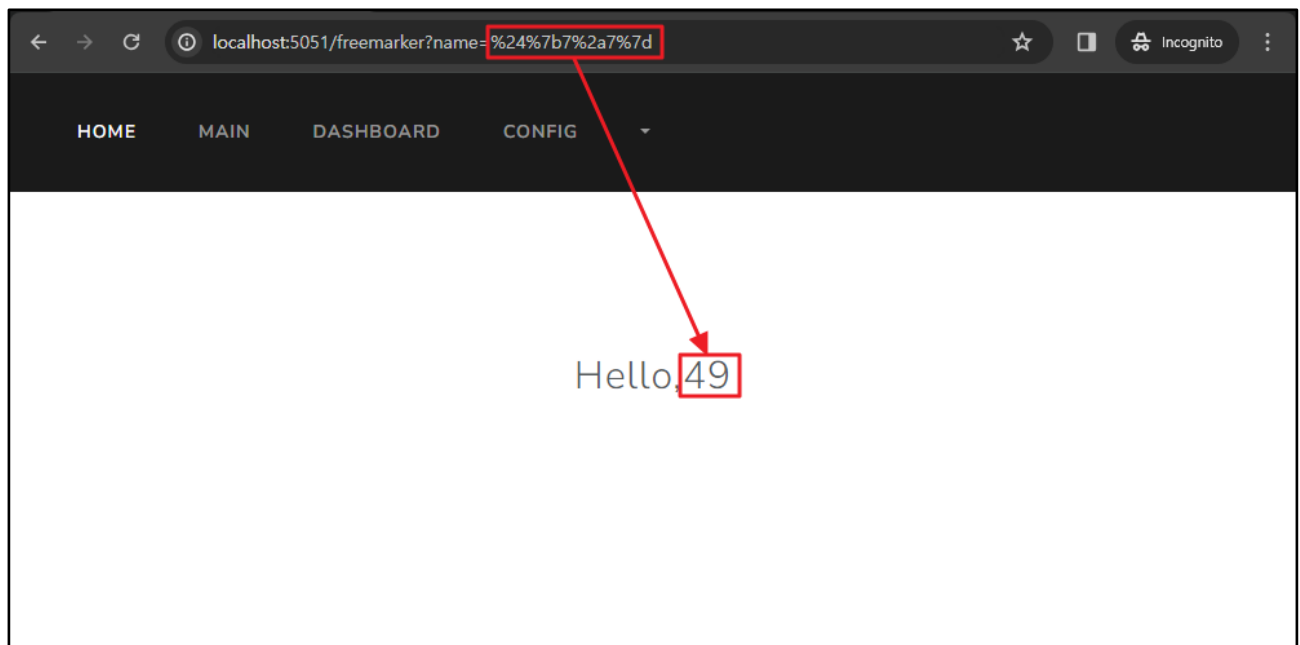 localhost:5051/freemarker?name=%24%7b7%2a7%7d
Incognito
HOME MAIN DASHBOARD CONFIG
Hello,49